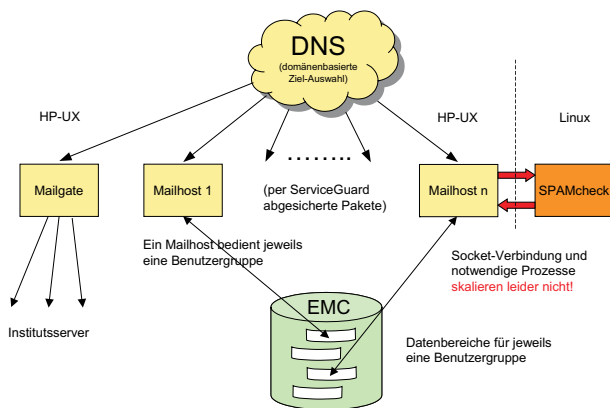 DNS
(domänenbasierte
Ziel-Auswahl)
HP-UX
HP-UX
Linux
Mailgate
Mailhost 1
........
(per ServiceGuard
abgesicherte Pakete)
Mailhost n
SPAMcheck
Ein Mailhost bedient jeweils
eine Benutzergruppe
Socket-Verbindung und
notwendige Prozesse
skalieren leider nicht!
Institutsserver
EMC
Datenbereiche für jeweils
eine Benutzergruppe